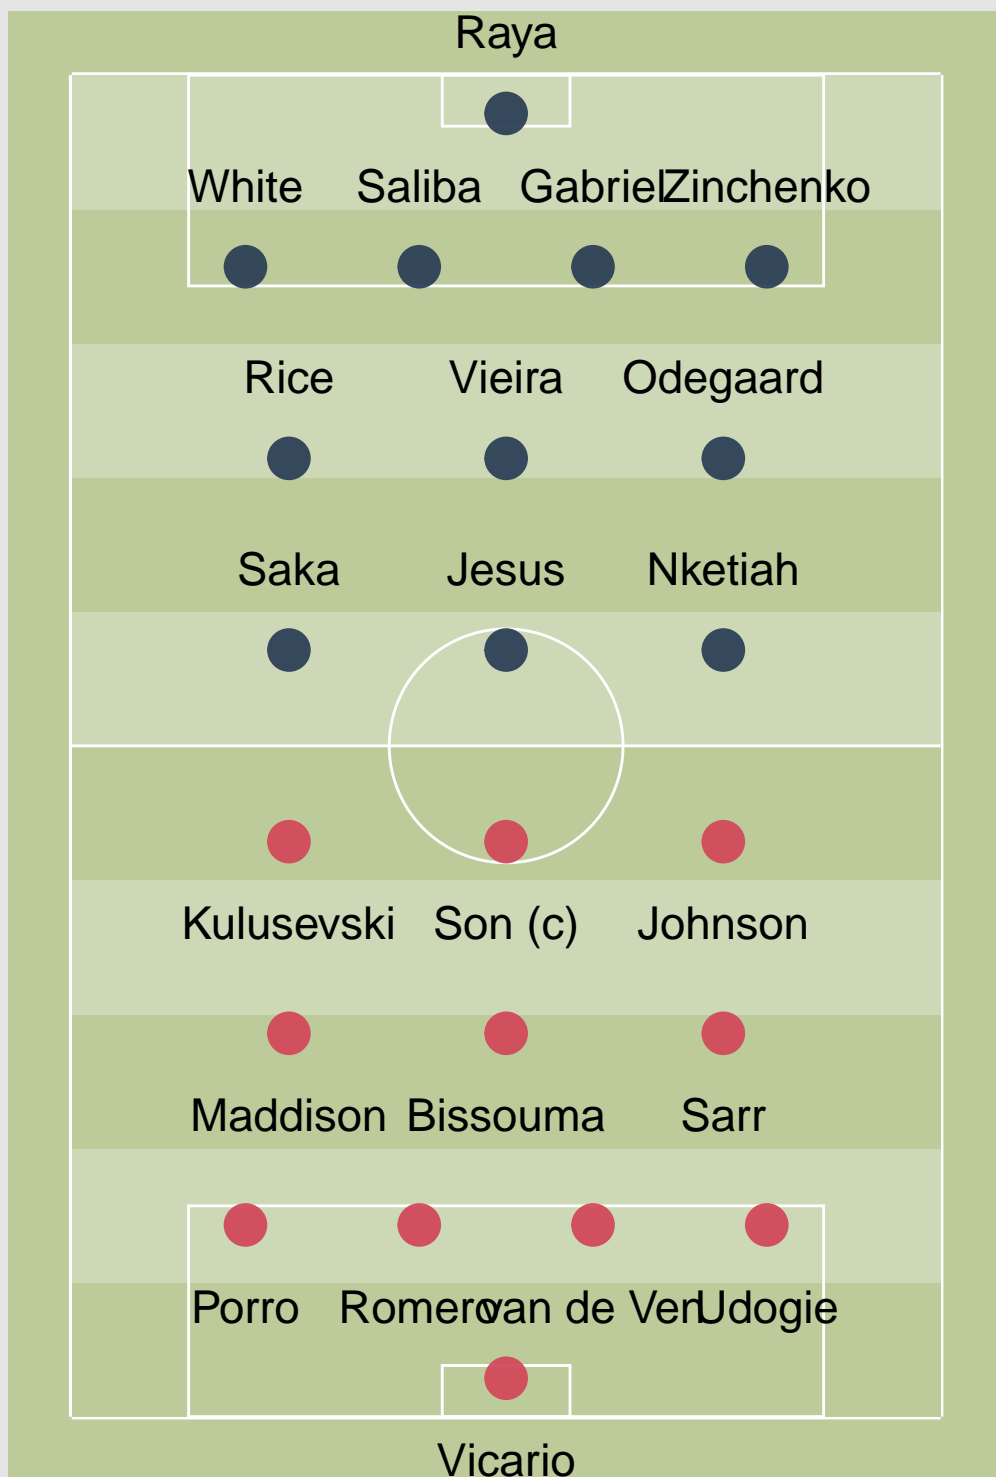 Raya
White Saliba Gabriel Zinchenko
Rice Vieira Odegaard
Saka Jesus Nketiah
Kulusevski Son (c) Johnson
Maddison Bissouma Sarr
Porro Romero van de Ven Udogie
Vicario